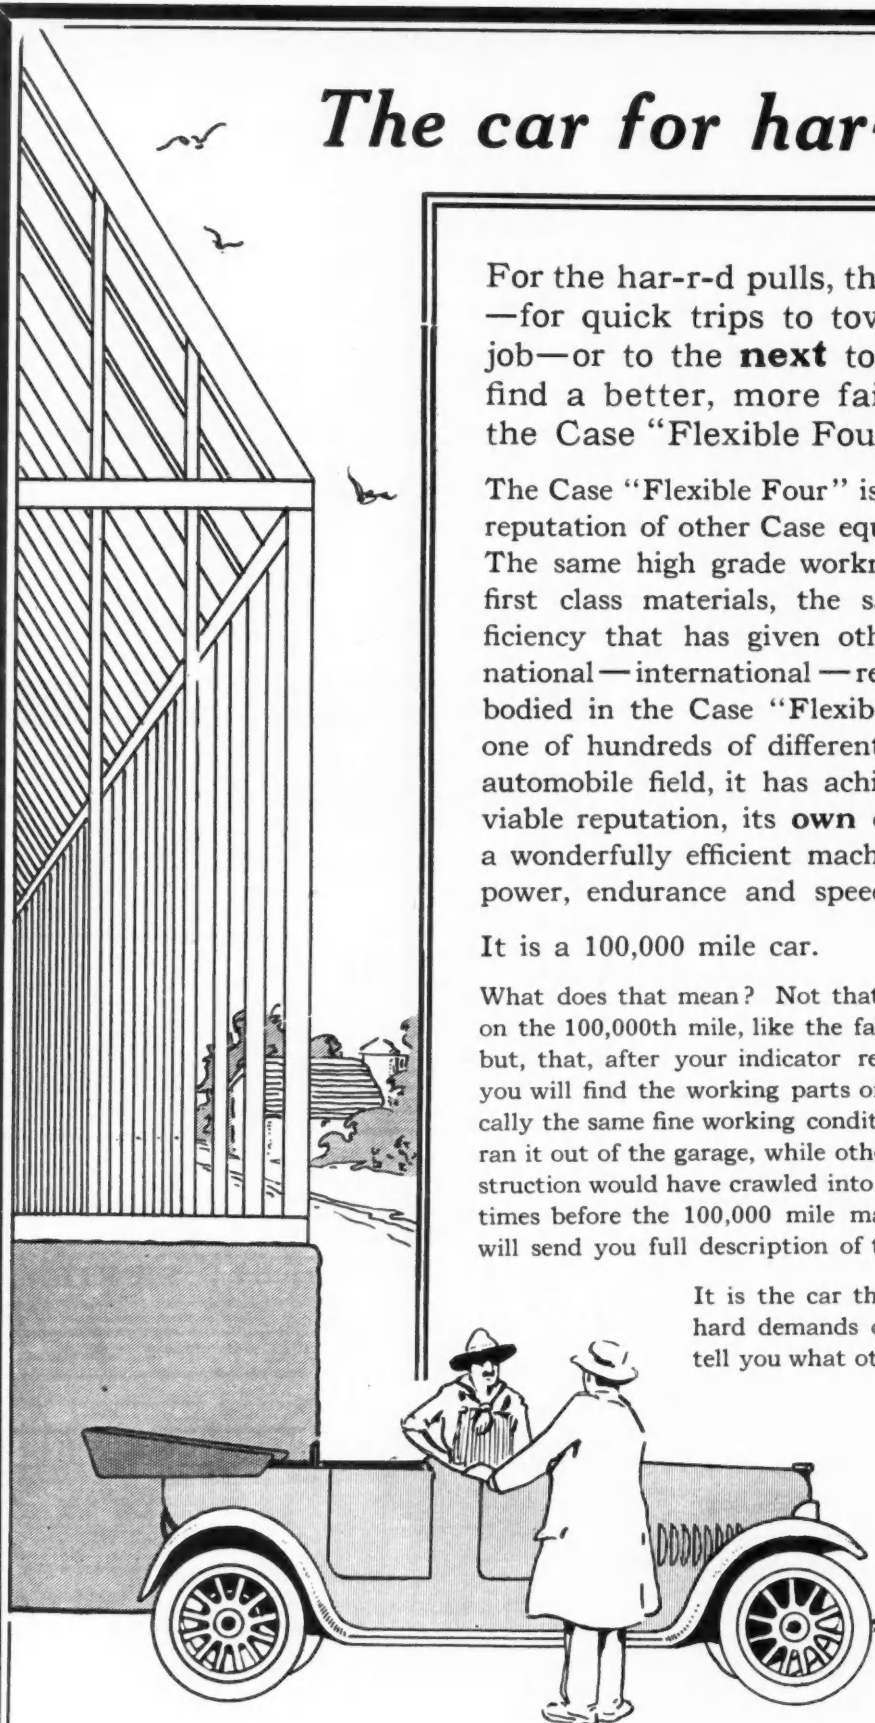 The car for har-
For the har-r-d pulls, th
—for quick trips to tov
job—or to the next to
find a better, more fai
the Case “Flexible Fou
The Case “Flexible Four” is
reputation of other Case equ
The same high grade workn
first class materials, the s
ficiency that has given oth
national—international—re
bodied in the Case “Flexib
one of hundreds of different
automobile field, it has achi
viable reputation, its own
a wonderfully efficient mach
power, endurance and speed
It is a 100,000 mile car.
What does that mean? Not that
on the 100,000th mile, like the fa
but, that, after your indicator re
you will find the working parts o
cally the same fine working condit
ran it out of the garage, while othe
struction would have crawled into
times before the 100,000 mile ma
will send you full description of t
It is the car th
hard demands
tell you what ot